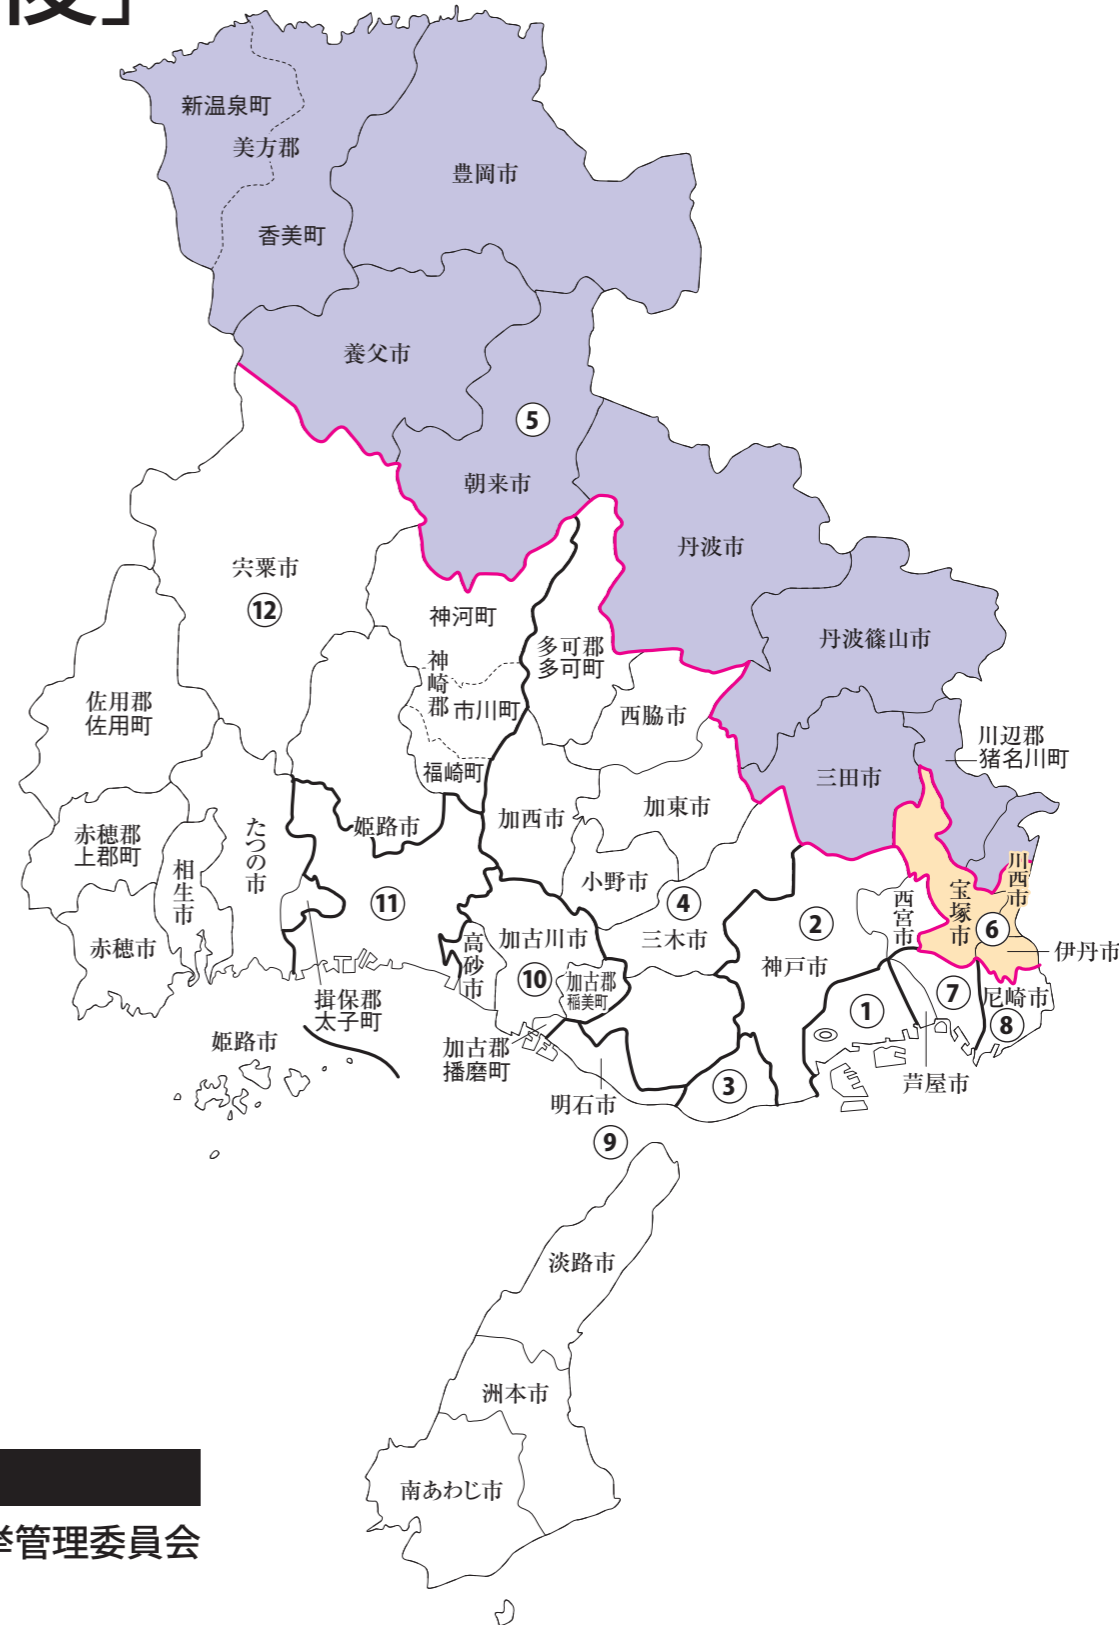 後」
新温泉町
美方郡
香美町
豊岡市
養父市
⑤
朝来市
丹波市
丹波篠山市
宍粟市
⑫
神河町
神崎郡
市川町
福崎町
多可郡
多可町
西脇市
三田市
川辺郡
猪名川町
佐用郡
佐用町
赤穂郡
上郡町
相生市
赤穂市
たつの市
姫路市
⑪
加西市
加東市
小野市
④
三木市
川西市
宝塚市
⑥
伊丹市
西宮市
②
神戸市
高砂市
加古川市
⑩
加古郡
稲美町
揖保郡
太子町
姫路市
加古郡
播磨町
明石市
⑨
③
①
⑦
尼崎市
⑧
芦屋市
淡路市
洲本市
南あわじ市
挙管理委員会